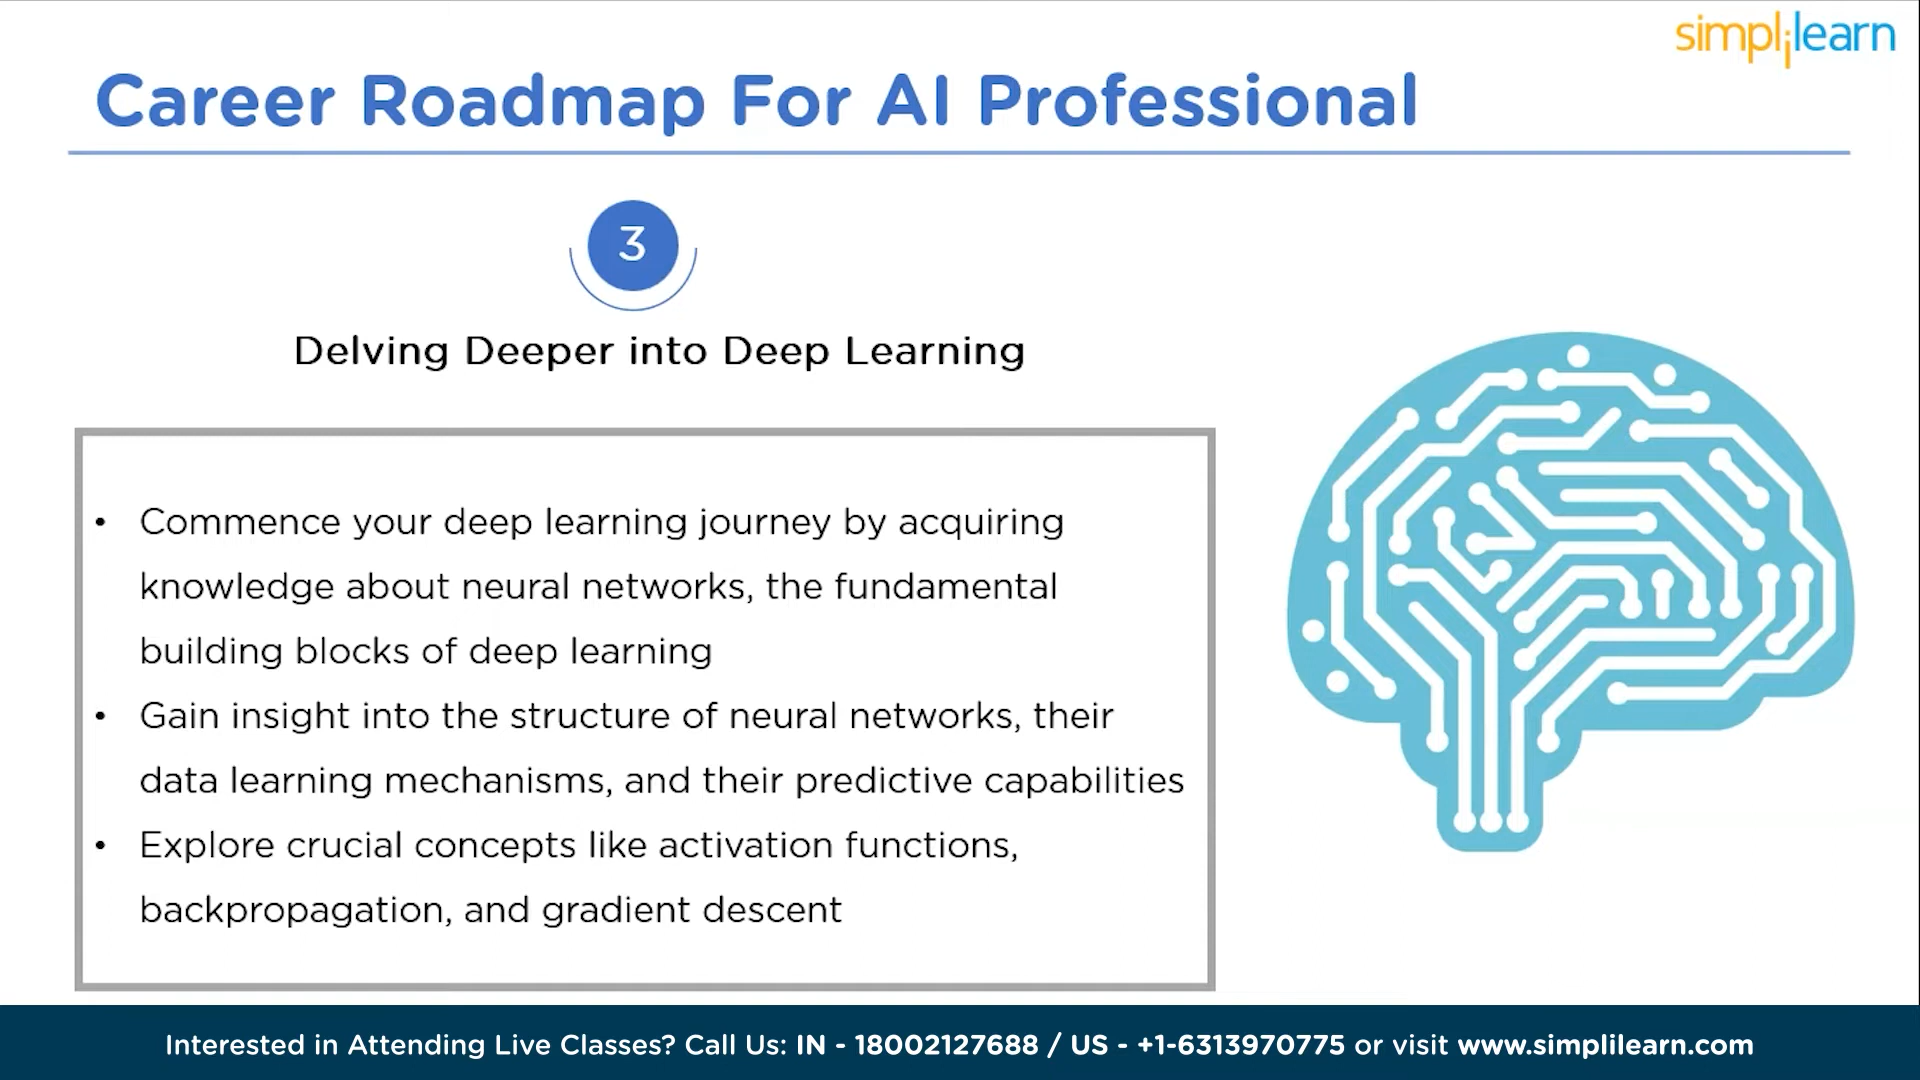 simplilearn
Career Roadmap For AI Professional
3
Delving Deeper into Deep Learning
• Commence your deep learning journey by acquiring
knowledge about neural networks, the fundamental
building blocks of deep learning
• Gain insight into the structure of neural networks, their
data learning mechanisms, and their predictive capabilities
• Explore crucial concepts like activation functions,
backpropagation, and gradient descent
Interested in Attending Live Classes? Call Us: IN - 18002127688 / US - +1-6313970775 or visit www.simplilearn.com